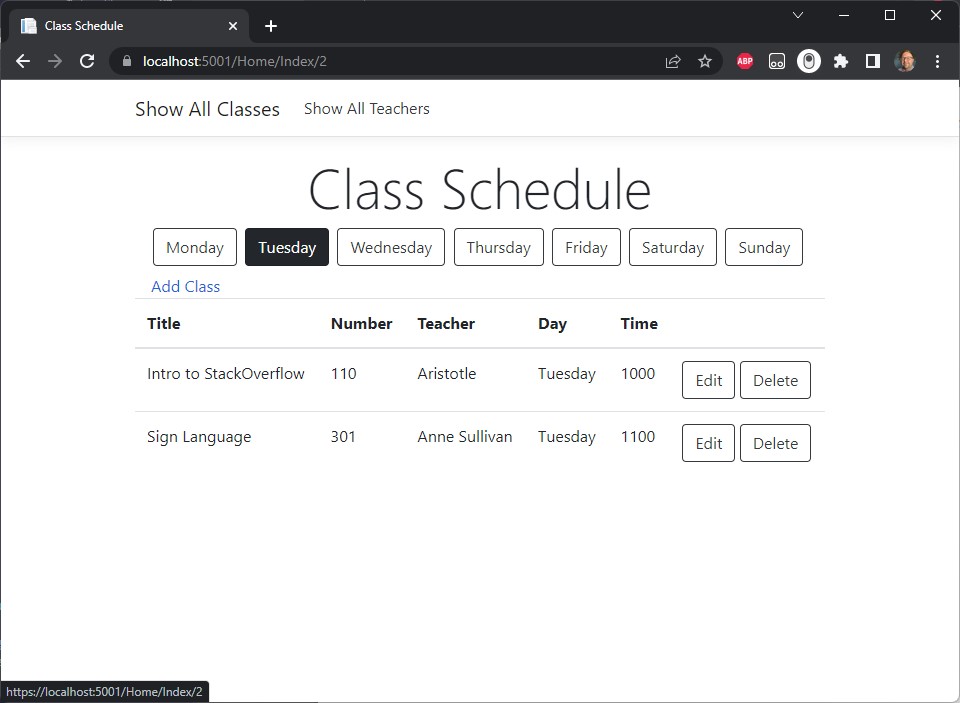 Class Schedule
localhost:5001/Home/Index/2
ABP
Show All Classes Show All Teachers
Class Schedule
Monday Tuesday Wednesday Thursday Friday Saturday Sunday
Add Class
Title Number Teacher Day Time
Intro to StackOverflow 110 Aristotle Tuesday 1000 Edit Delete
Sign Language 301 Anne Sullivan Tuesday 1100 Edit Delete
https://localhost:5001/Home/Index/2